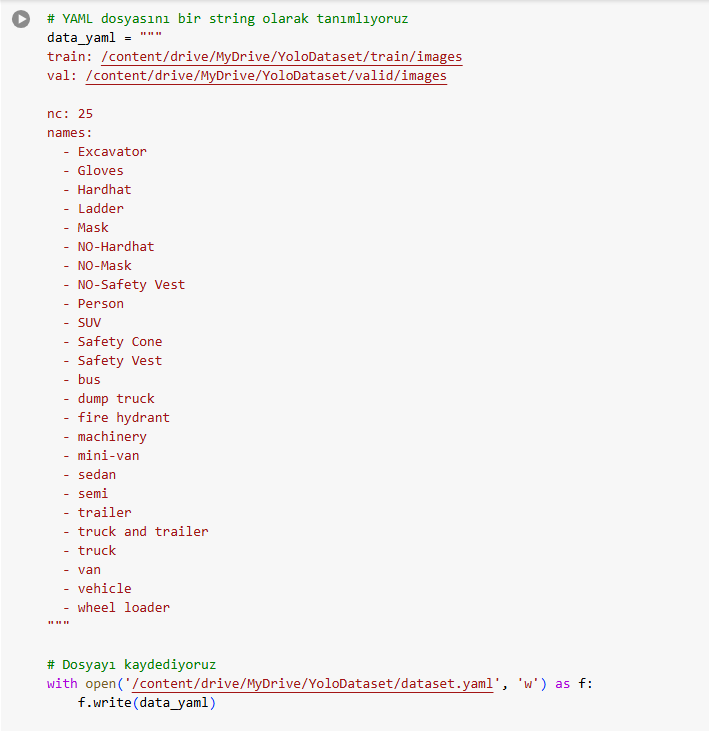 # YAML dosyasını bir string olarak tanımlıyoruz
data_yaml = """
train: /content/drive/MyDrive/YoloDataset/train/images
val: /content/drive/MyDrive/YoloDataset/valid/images

nc: 25
names:
  - Excavator
  - Gloves
  - Hardhat
  - Ladder
  - Mask
  - NO-Hardhat
  - NO-Mask
  - NO-Safety Vest
  - Person
  - SUV
  - Safety Cone
  - Safety Vest
  - bus
  - dump truck
  - fire hydrant
  - machinery
  - mini-van
  - sedan
  - semi
  - trailer
  - truck and trailer
  - truck
  - van
  - vehicle
  - wheel loader
"""

# Dosyayı kaydediyoruz
with open('/content/drive/MyDrive/YoloDataset/dataset.yaml', 'w') as f:
    f.write(data_yaml)